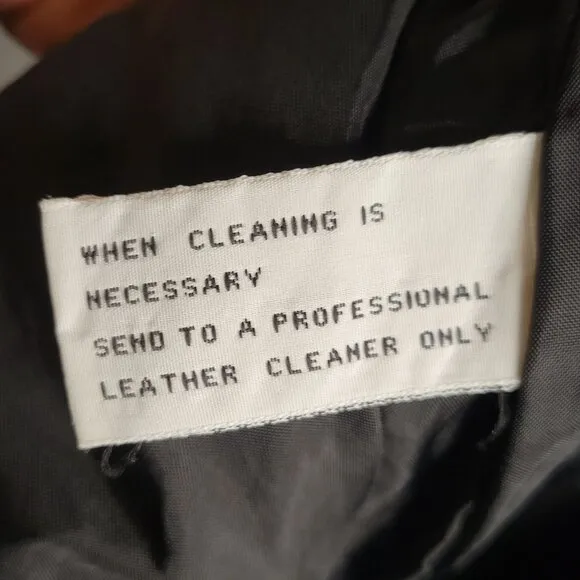 WHEN CLEANING IS
NECESSARY
SEND TO A PROFESSIONAL
LEATHER CLEANER ONLY